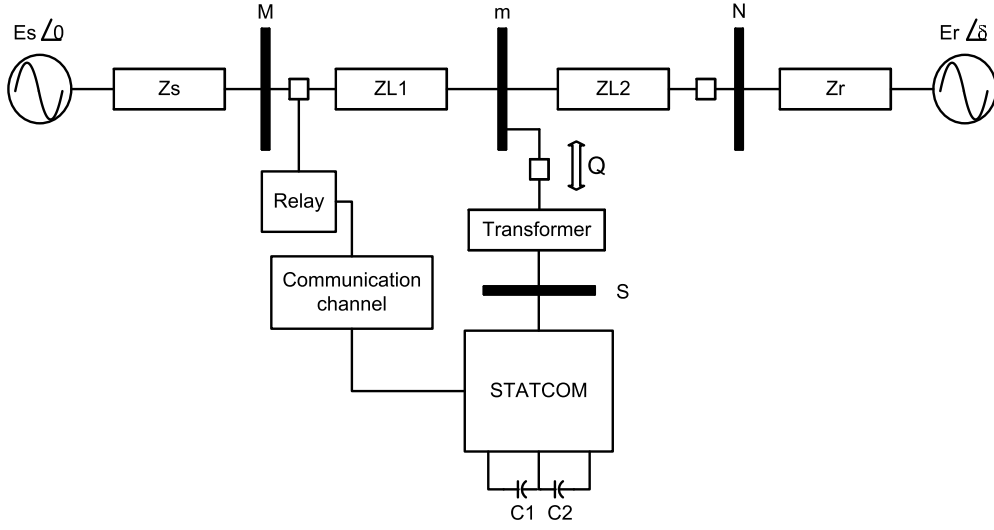 M
m
N
Es ∠0
Er ∠δ
Zs
ZL1
ZL2
Zr
Q
Relay
Transformer
Communication
channel
S
STATCOM
C1
C2